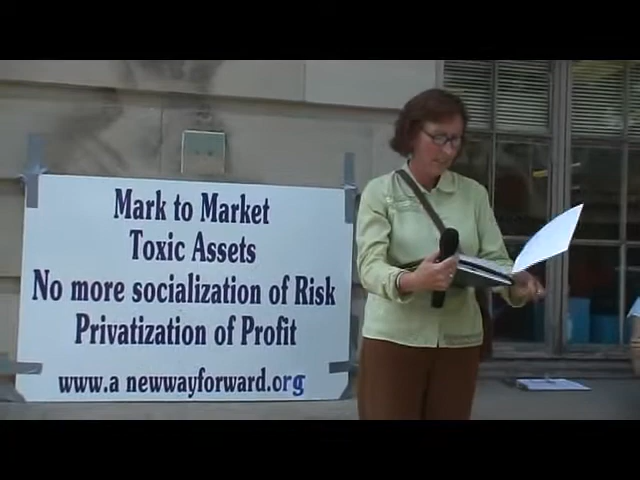 Mark to Market
Toxic Assets
No more socialization of Risk
Privatization of Profit
www.a newwayforward.org